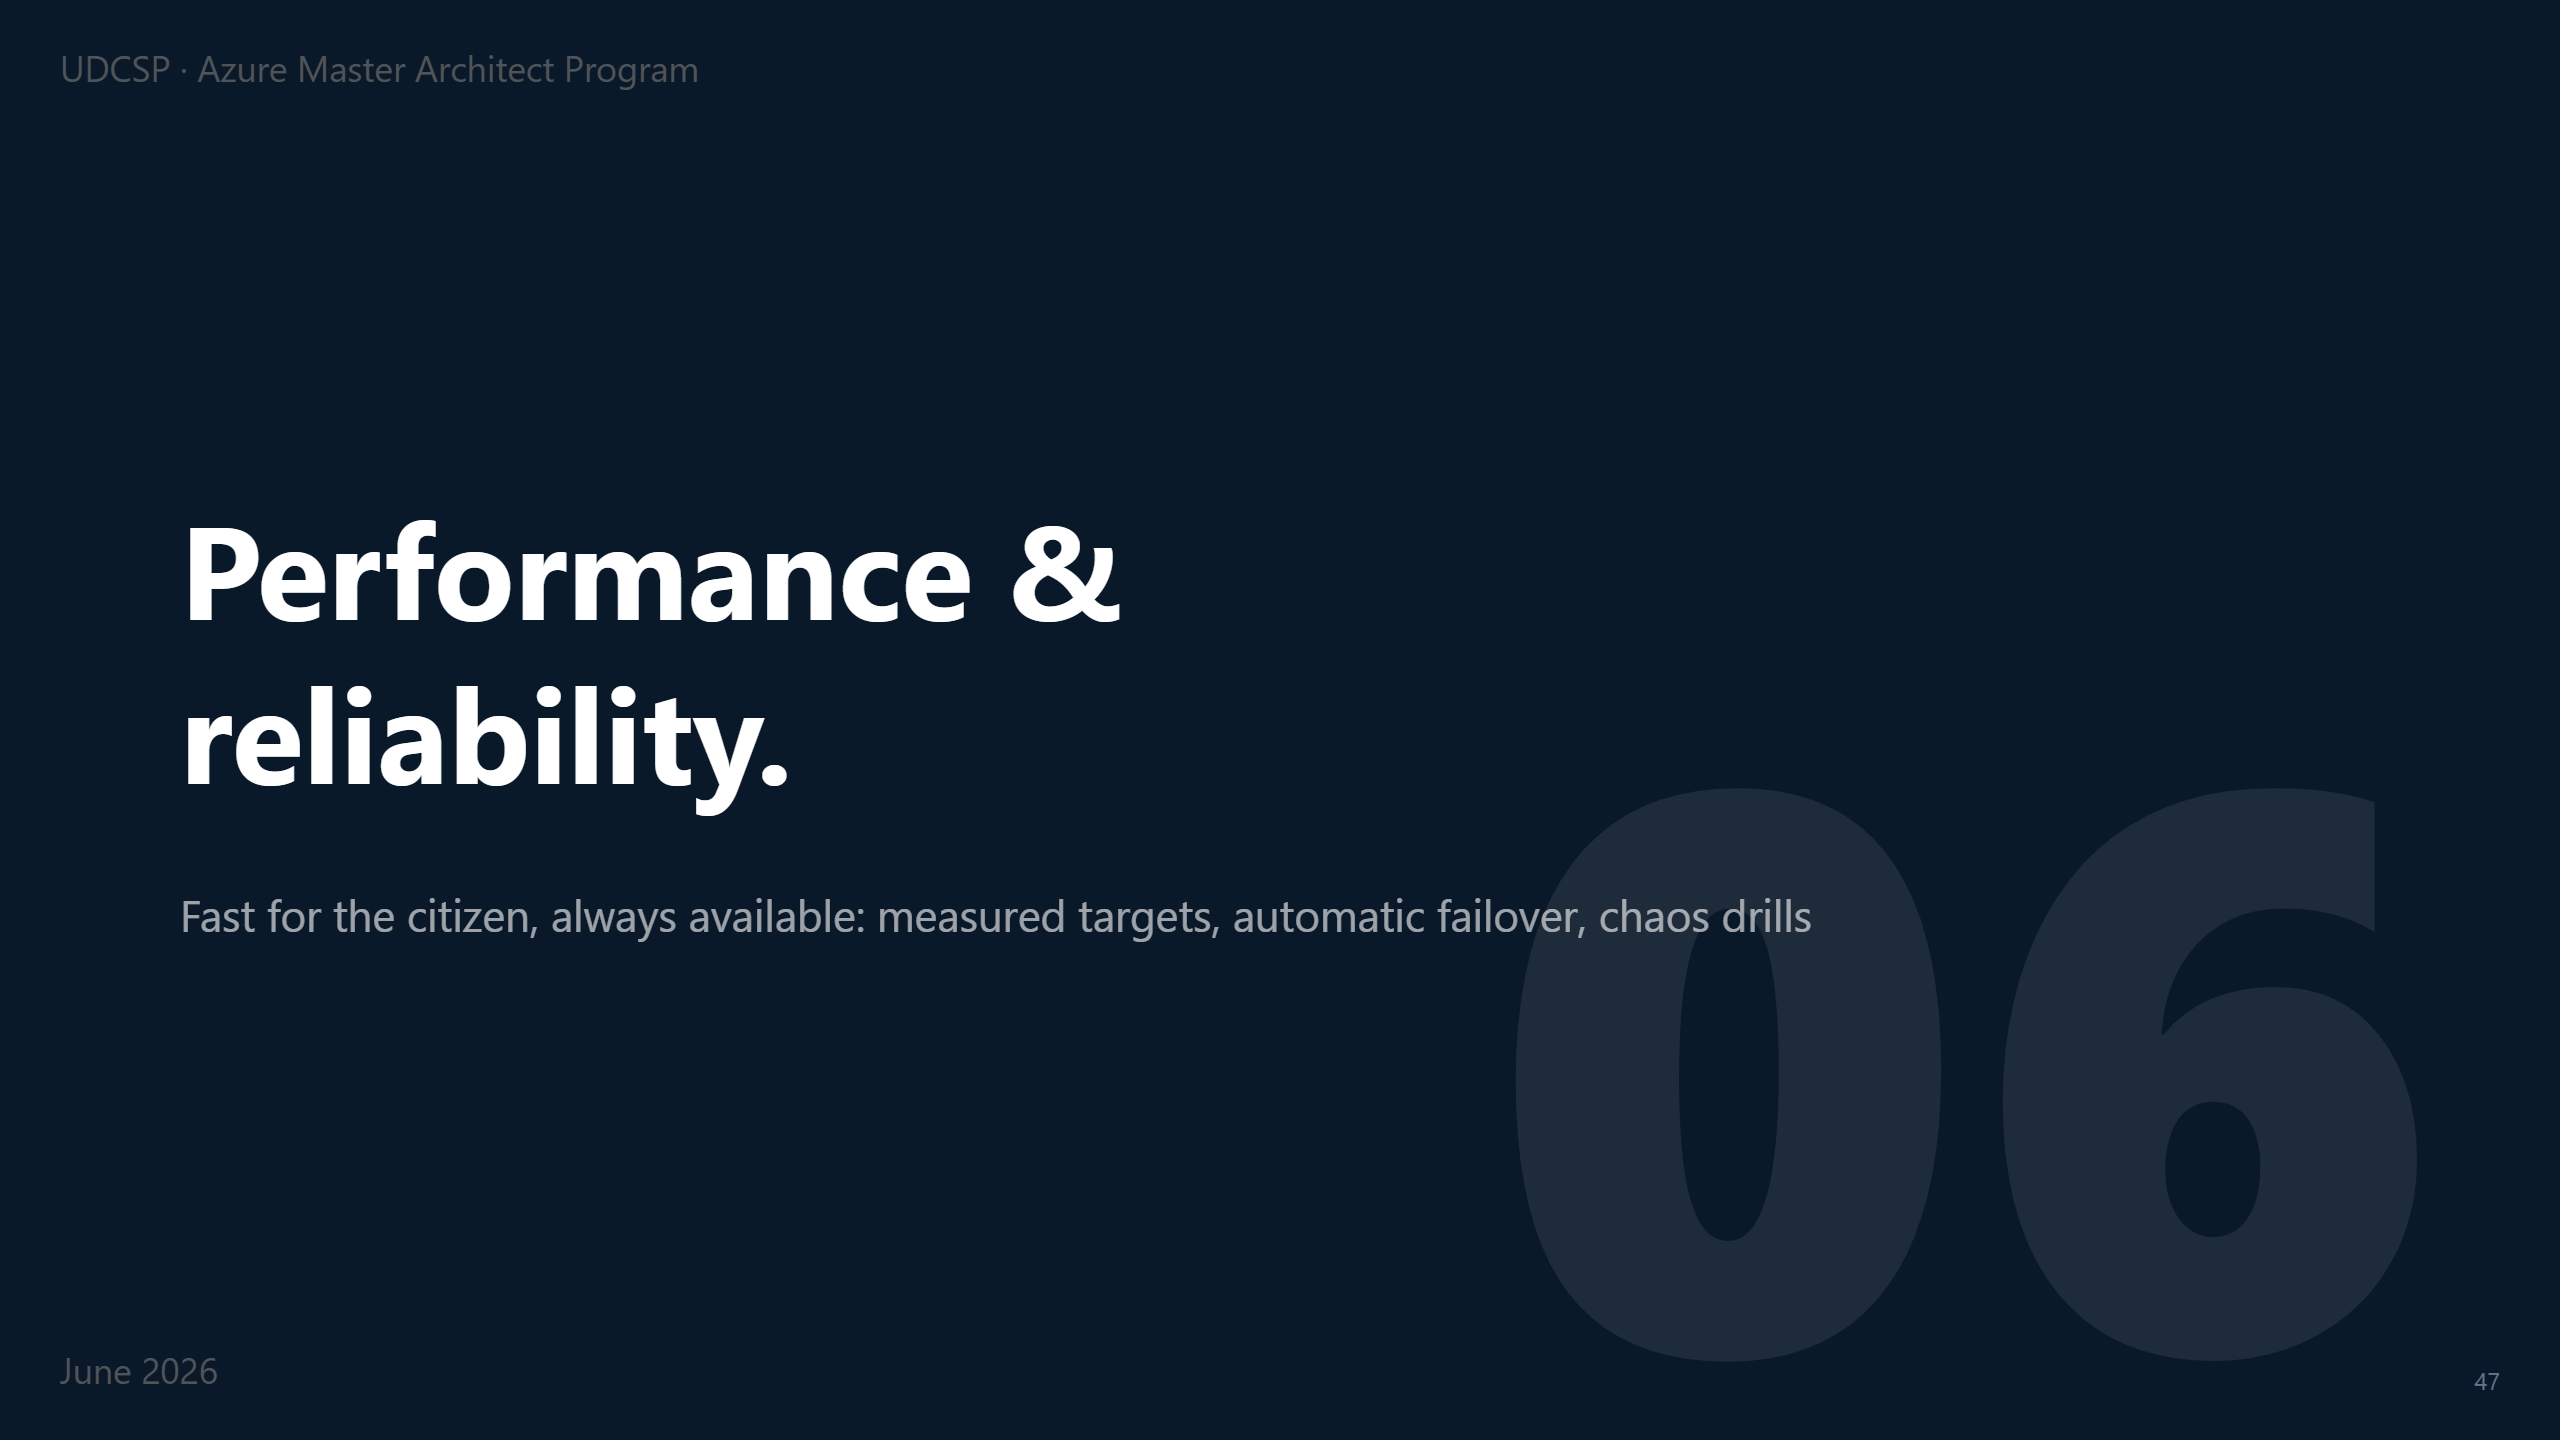 UDCSP · Azure Master Architect Program
Performance &
reliability.
Fast for the citizen, always available: measured targets, automatic failover, chaos drills
06
June 2026
47